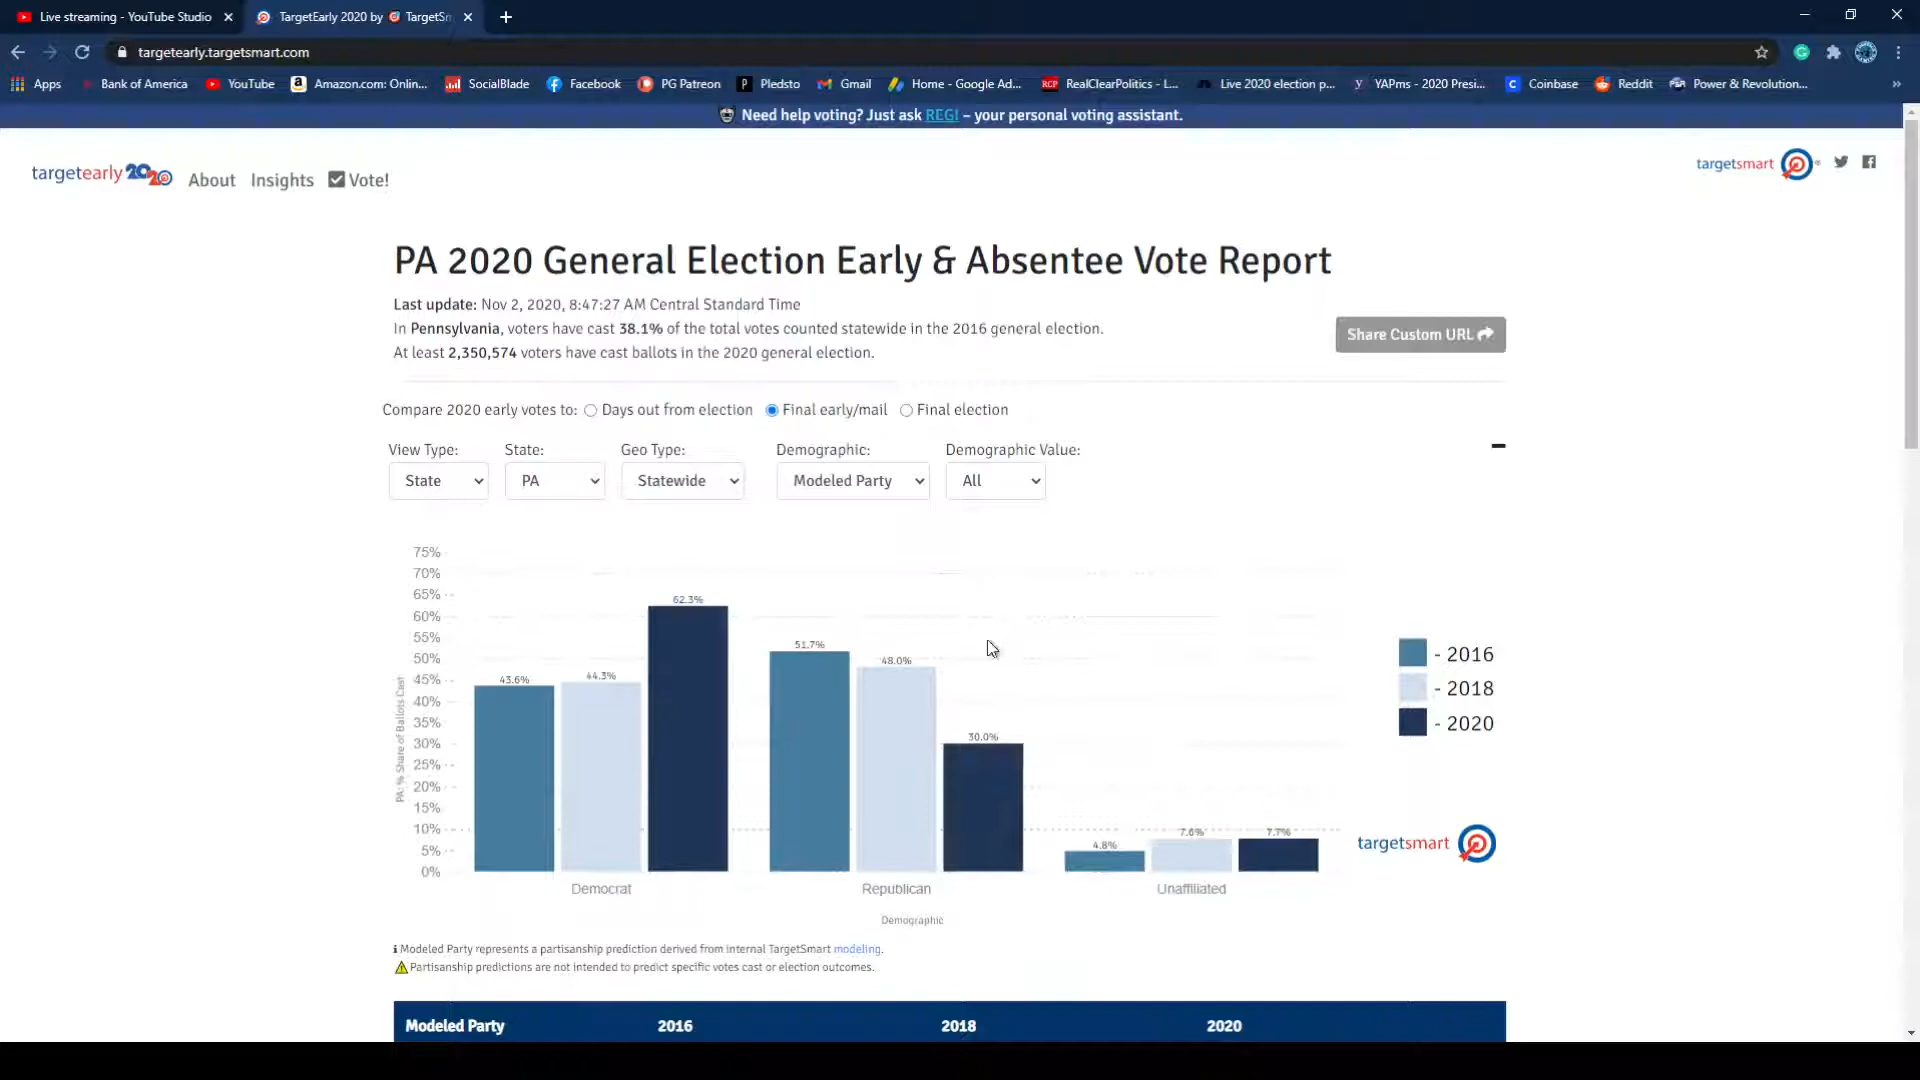 Live streaming - YouTube Studio
TargetEarly 2020 by TargetSm
targetearly.targetsmart.com
Apps Bank of America YouTube Amazon.com: Onlin... SocialBlade Facebook PG Patreon Pledsto Gmail Home - Google Ad... RealClearPolitics - L... Live 2020 election p... YAPms - 2020 Presi... Coinbase Reddit Power & Revolution...
Need help voting? Just ask REGI – your personal voting assistant.
targetearly 2020 About Insights Vote!
targetsmart
PA 2020 General Election Early & Absentee Vote Report
Last update: Nov 2, 2020, 8:47:27 AM Central Standard Time
In Pennsylvania, voters have cast 38.1% of the total votes counted statewide in the 2016 general election.
At least 2,350,574 voters have cast ballots in the 2020 general election.
Share Custom URL
Compare 2020 early votes to: Days out from election Final early/mail Final election
View Type: State: Geo Type: Demographic: Demographic Value:
State PA Statewide Modeled Party All
75%
70%
65%
60%
55%
50%
45%
40%
35%
30%
25%
20%
15%
10%
5%
0%
PA: % Share of Ballots Cast
43.6% 44.3% 62.3%
51.7% 48.0% 30.0%
4.8% 7.6% 7.7%
Democrat Republican Unaffiliated
Demographic
- 2016
- 2018
- 2020
targetsmart
Modeled Party represents a partisanship prediction derived from internal TargetSmart modeling.
Partisanship predictions are not intended to predict specific votes cast or election outcomes.
Modeled Party 2016 2018 2020